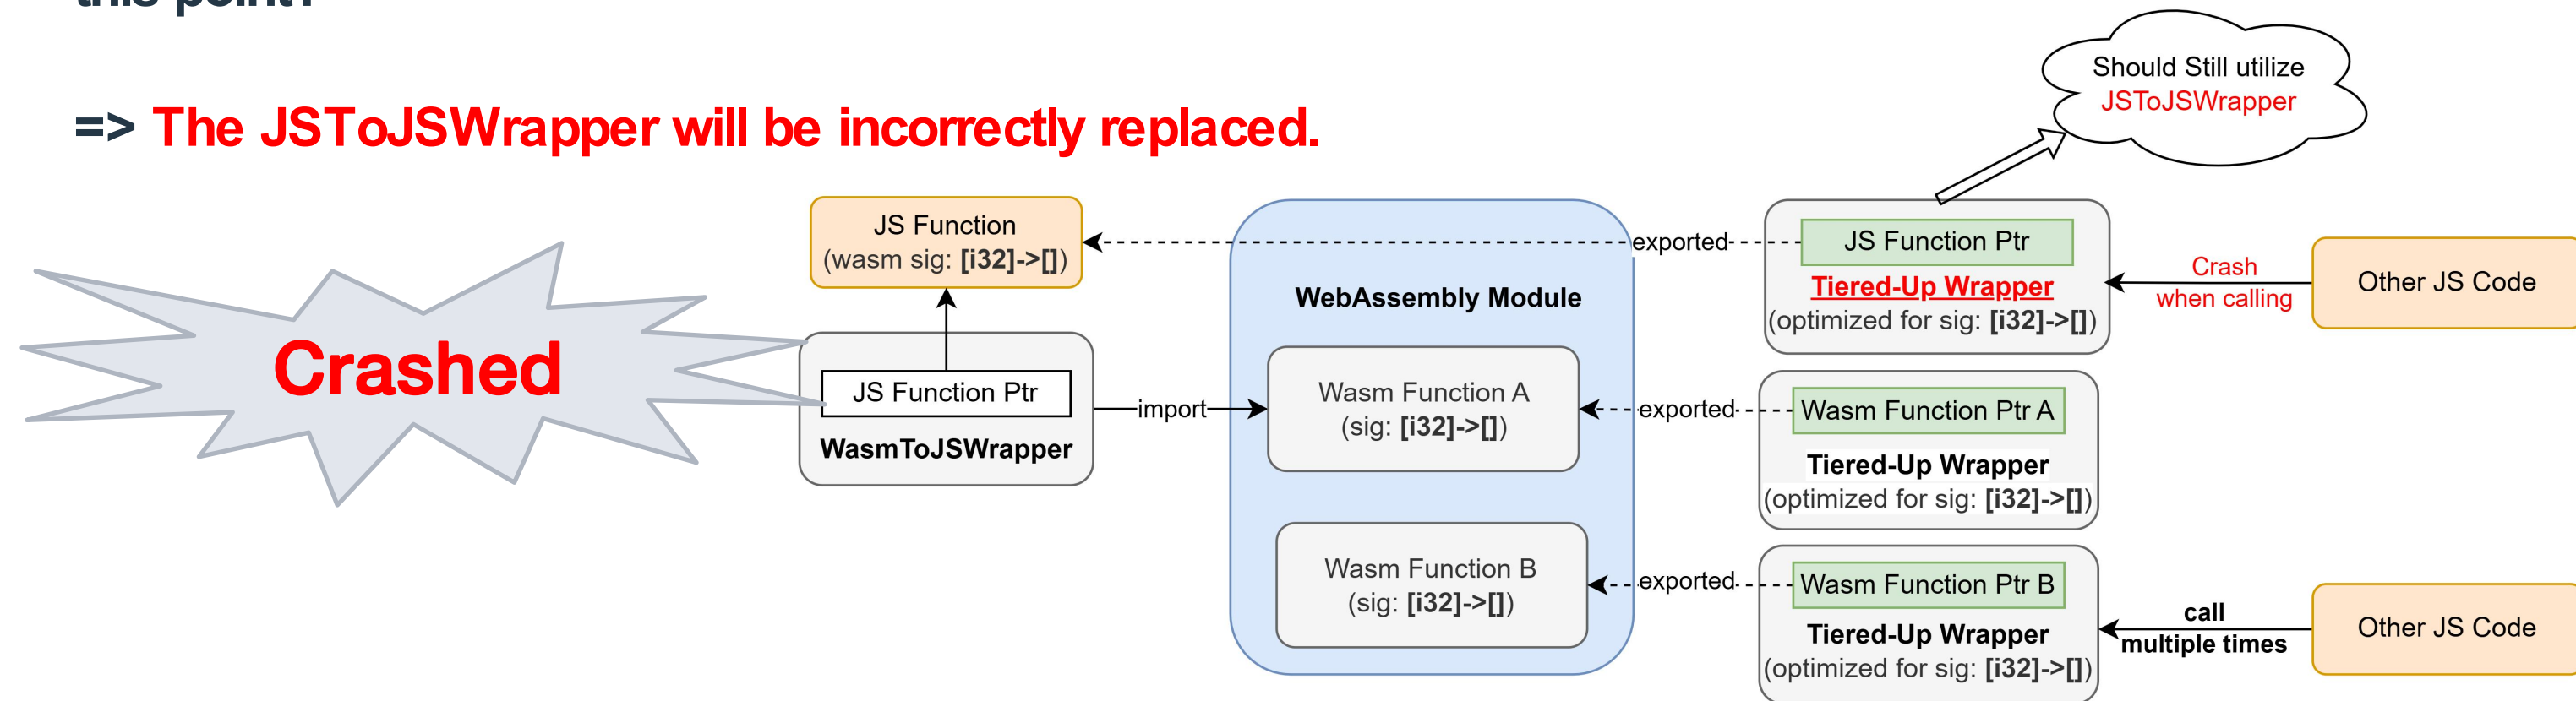 this point?
=> The JSToJSWrapper will be incorrectly replaced.
Should Still utilize
JSToJSWrapper
JS Function
(wasm sig: [i32]->[])
exported
JS Function Ptr
Tiered-Up Wrapper
(optimized for sig: [i32]->[])
Crash
when calling
Other JS Code
WebAssembly Module
Crashed
JS Function Ptr
WasmToJSWrapper
import
Wasm Function A
(sig: [i32]->[])
exported
Wasm Function Ptr A
Tiered-Up Wrapper
(optimized for sig: [i32]->[])
Wasm Function B
(sig: [i32]->[])
exported
Wasm Function Ptr B
Tiered-Up Wrapper
(optimized for sig: [i32]->[])
call
multiple times
Other JS Code